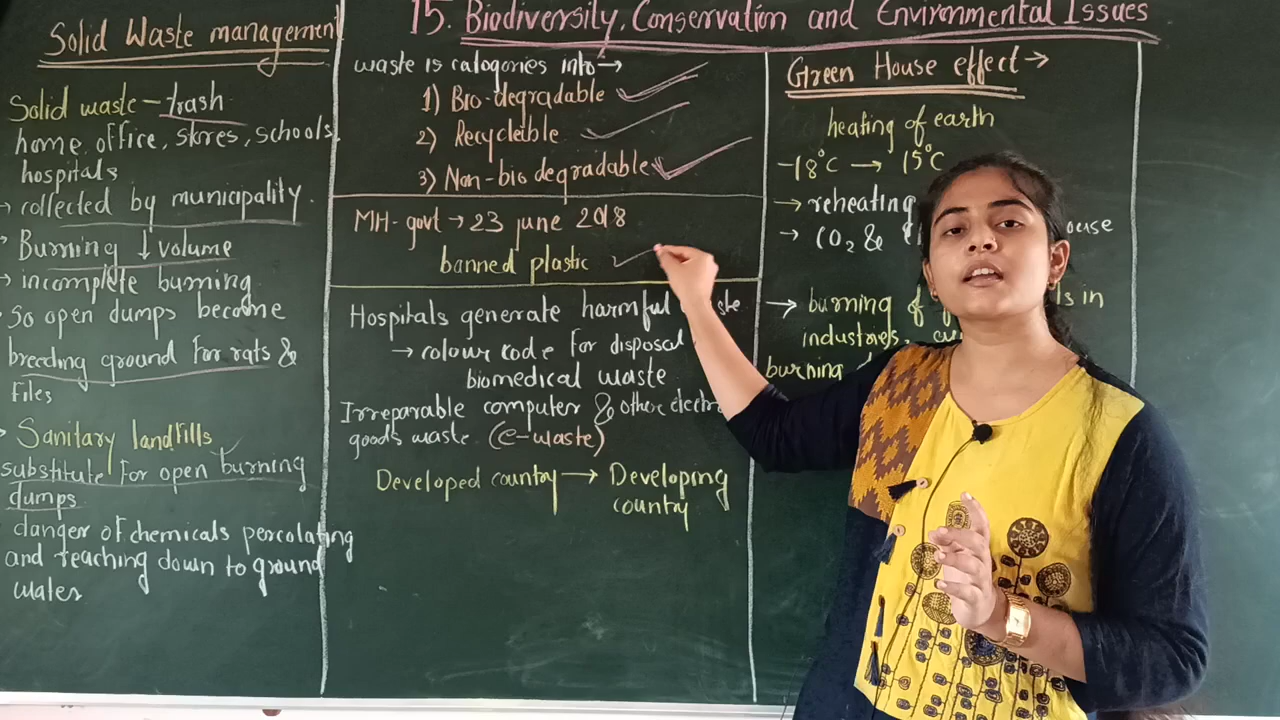 15. Biodiversity, Conservation and Environmental Issues
Solid Waste management
Solid waste – trash
home, office, stores, schools,
hospitals
→ collected by municipality.
→ Burning ↓ volume
→ incomplete burning
so open dumps become
breeding ground for rats &
files
→ Sanitary landfills
substitute for open burning
dumps
danger of chemicals percolating
and reaching down to ground
water
waste is catogories into →
1) Bio-degradable
2) Recycleible
3) Non-bio degradable
MH-govt → 23 june 2018
banned plastic
Hospitals generate harmful
→ colour code for disposal
biomedical waste
Irreparable computer & other
goods waste (e-waste)
Developed country → Developing
country
Green House effect →
heating of earth
-18°C → 15°C
→ reheating
→ CO2 &
→ burning of in
industries,
burning